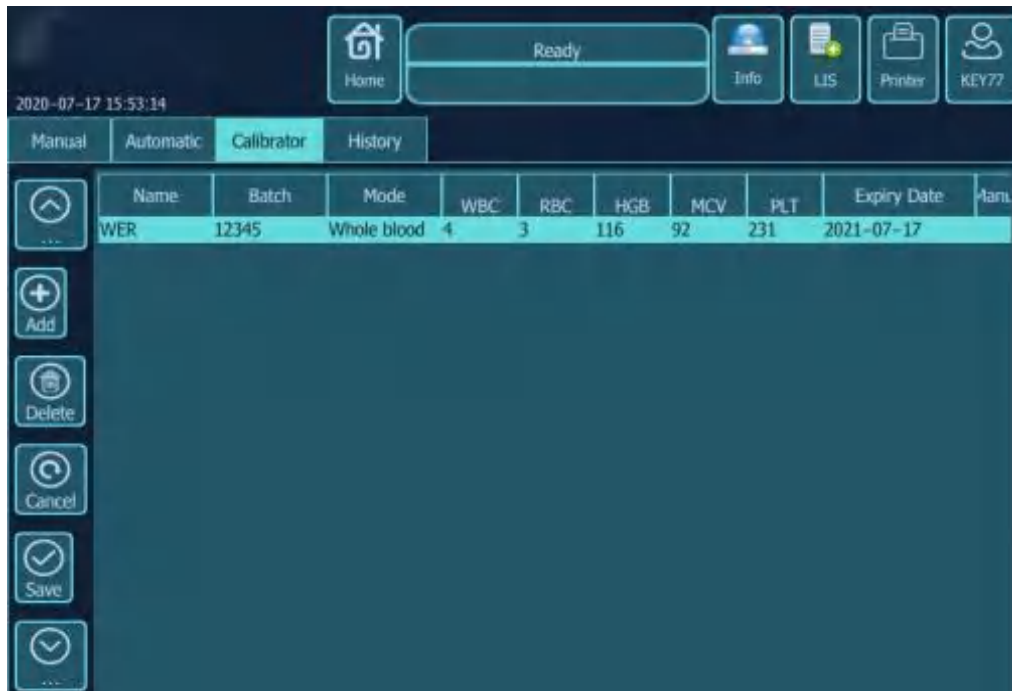 Ready
Home
Info
LIS
Printer
KEY77
2020-07-17 15:53:14
Manual Automatic Calibrator History
Name Batch Mode WBC RBC HGB MCV PLT Expiry Date Manu
WER 12345 Whole blood 4 3 116 92 231 2021-07-17
...
Add
Delete
Cancel
Save
...